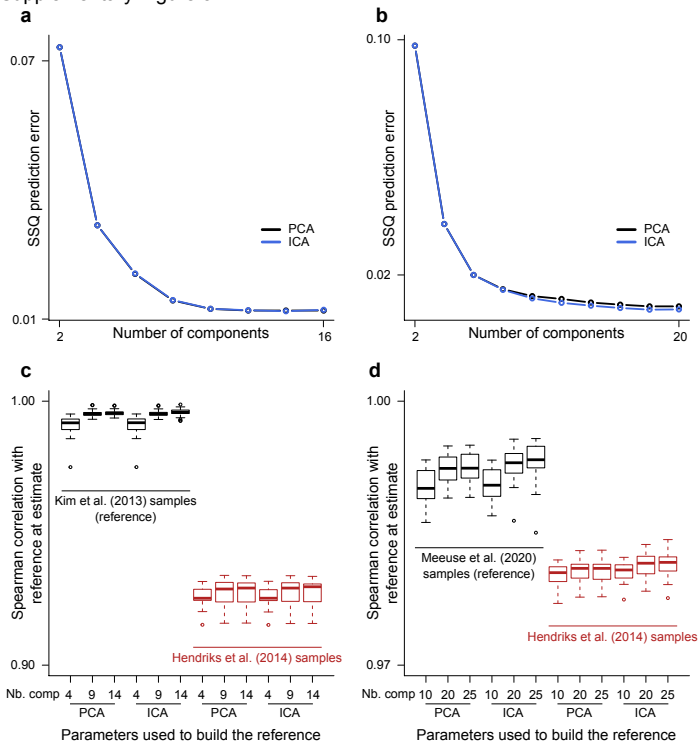 a
0.07
SSQ prediction error
PCA
ICA
0.01
2
Number of components
16
b
0.10
SSQ prediction error
PCA
ICA
0.02
2
Number of components
20
c
1.00
Spearman correlation with
reference at estimate
Kim et al. (2013) samples
(reference)
Hendriks et al. (2014) samples
0.90
Nb. comp 4 9 14 4 9 14 4 9 14 4 9 14
PCA ICA PCA ICA
Parameters used to build the reference
d
1.00
Spearman correlation with
reference at estimate
Meeuse et al. (2020)
samples (reference)
Hendriks et al. (2014) samples
0.97
Nb. comp 10 20 25 10 20 25 10 20 25 10 20 25
PCA ICA PCA ICA
Parameters used to build the reference